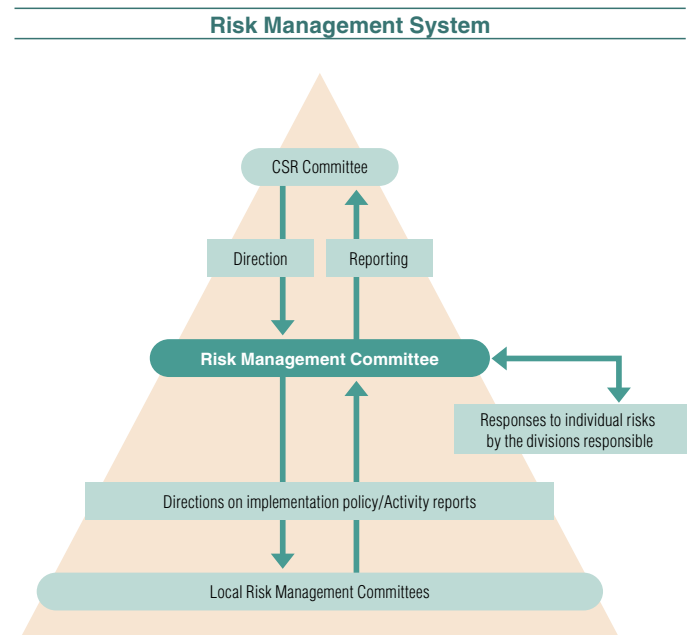 Risk Management System
CSR Committee
Direction
Reporting
Risk Management Committee
Responses to individual risks
by the divisions responsible
Directions on implementation policy/Activity reports
Local Risk Management Committees